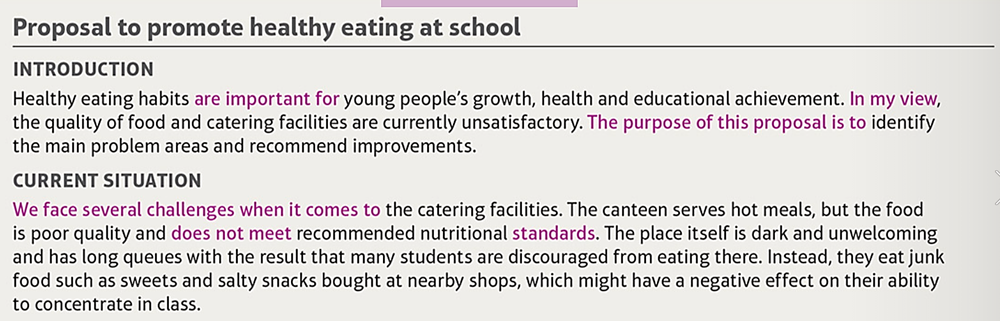 Proposal to promote healthy eating at school
INTRODUCTION
Healthy eating habits are important for young people's growth, health and educational achievement. In my view,
the quality of food and catering facilities are currently unsatisfactory. The purpose of this proposal is to identify
the main problem areas and recommend improvements.
CURRENT SITUATION
We face several challenges when it comes to the catering facilities. The canteen serves hot meals, but the food
is poor quality and does not meet recommended nutritional standards. The place itself is dark and unwelcoming
and has long queues with the result that many students are discouraged from eating there. Instead, they eat junk
food such as sweets and salty snacks bought at nearby shops, which might have a negative effect on their ability
to concentrate in class.